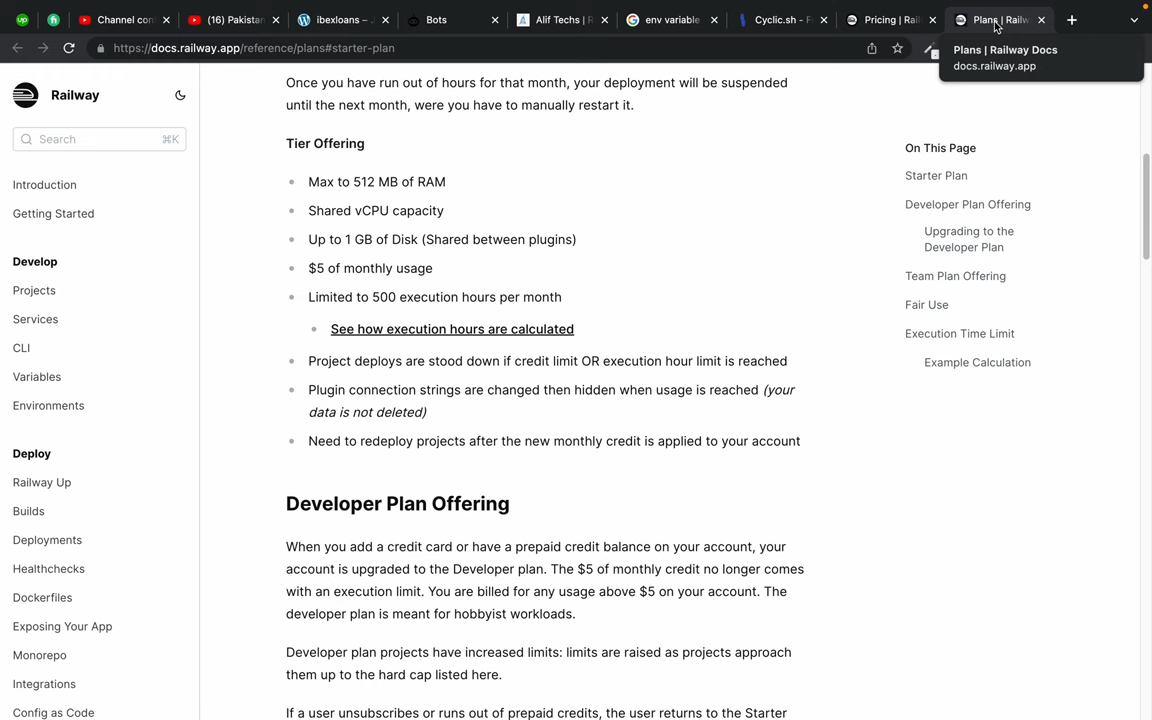 Channel con
(16) Pakistan
ibexloans – J
Bots
Alif Techs | R
env variable
Cyclic.sh - F
Pricing | Rail
Plans | Railw
https://docs.railway.app/reference/plans#starter-plan
Plans | Railway Docs
docs.railway.app
Railway
Search ⌘K
Introduction
Getting Started
Develop
Projects
Services
CLI
Variables
Environments
Deploy
Railway Up
Builds
Deployments
Healthchecks
Dockerfiles
Exposing Your App
Monorepo
Integrations
Config as Code
Once you have run out of hours for that month, your deployment will be suspended
until the next month, were you have to manually restart it.
Tier Offering
Max to 512 MB of RAM
Shared vCPU capacity
Up to 1 GB of Disk (Shared between plugins)
$5 of monthly usage
Limited to 500 execution hours per month
See how execution hours are calculated
Project deploys are stood down if credit limit OR execution hour limit is reached
Plugin connection strings are changed then hidden when usage is reached (your
data is not deleted)
Need to redeploy projects after the new monthly credit is applied to your account
Developer Plan Offering
When you add a credit card or have a prepaid credit balance on your account, your
account is upgraded to the Developer plan. The $5 of monthly credit no longer comes
with an execution limit. You are billed for any usage above $5 on your account. The
developer plan is meant for hobbyist workloads.
Developer plan projects have increased limits: limits are raised as projects approach
them up to the hard cap listed here.
If a user unsubscribes or runs out of prepaid credits, the user returns to the Starter
On This Page
Starter Plan
Developer Plan Offering
Upgrading to the
Developer Plan
Team Plan Offering
Fair Use
Execution Time Limit
Example Calculation